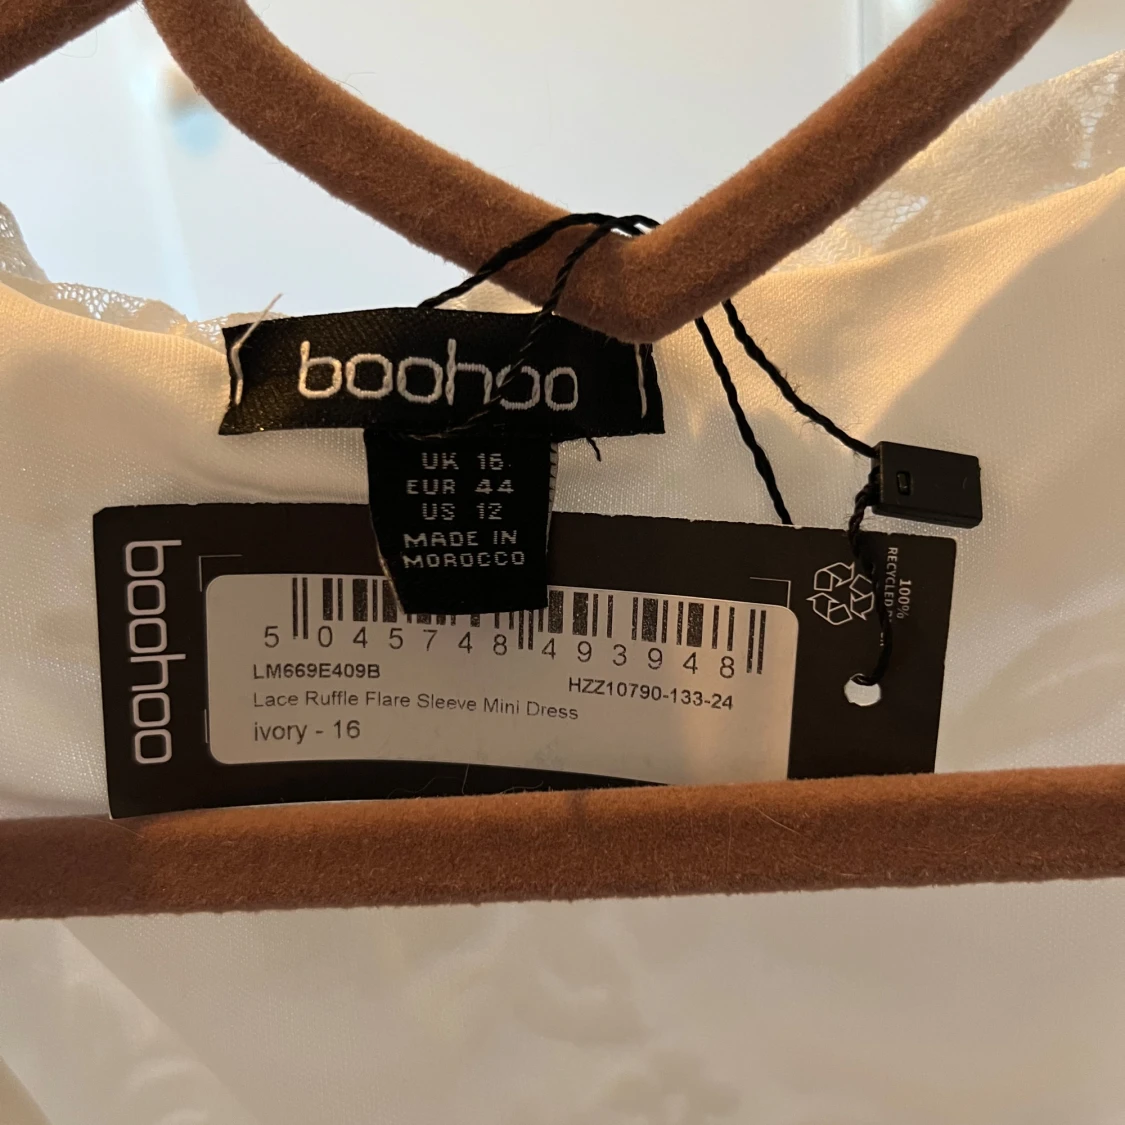 boohoo
UK 16
EUR 44
US 12
MADE IN
MOROCCO
boohoo
5 045748 493948
LM669E409B
HZZ10790-133-24
Lace Ruffle Flare Sleeve Mini Dress
ivory - 16
100%
RECYCLED